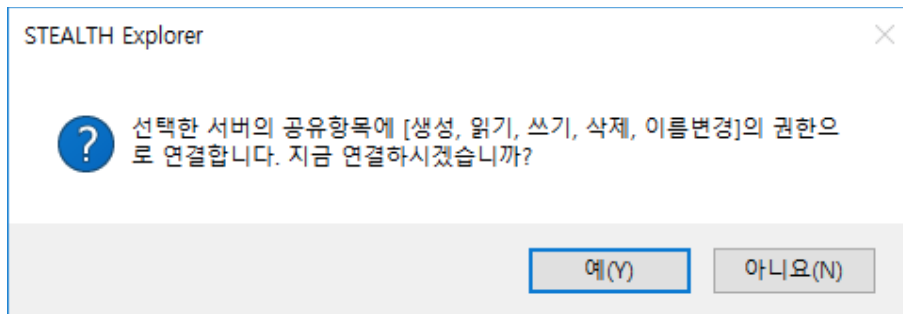 STEALTH Explorer
선택한 서버의 공유항목에 [생성, 읽기, 쓰기, 삭제, 이름변경]의 권한으
로 연결합니다. 지금 연결하시겠습니까?
예(Y)
아니요(N)